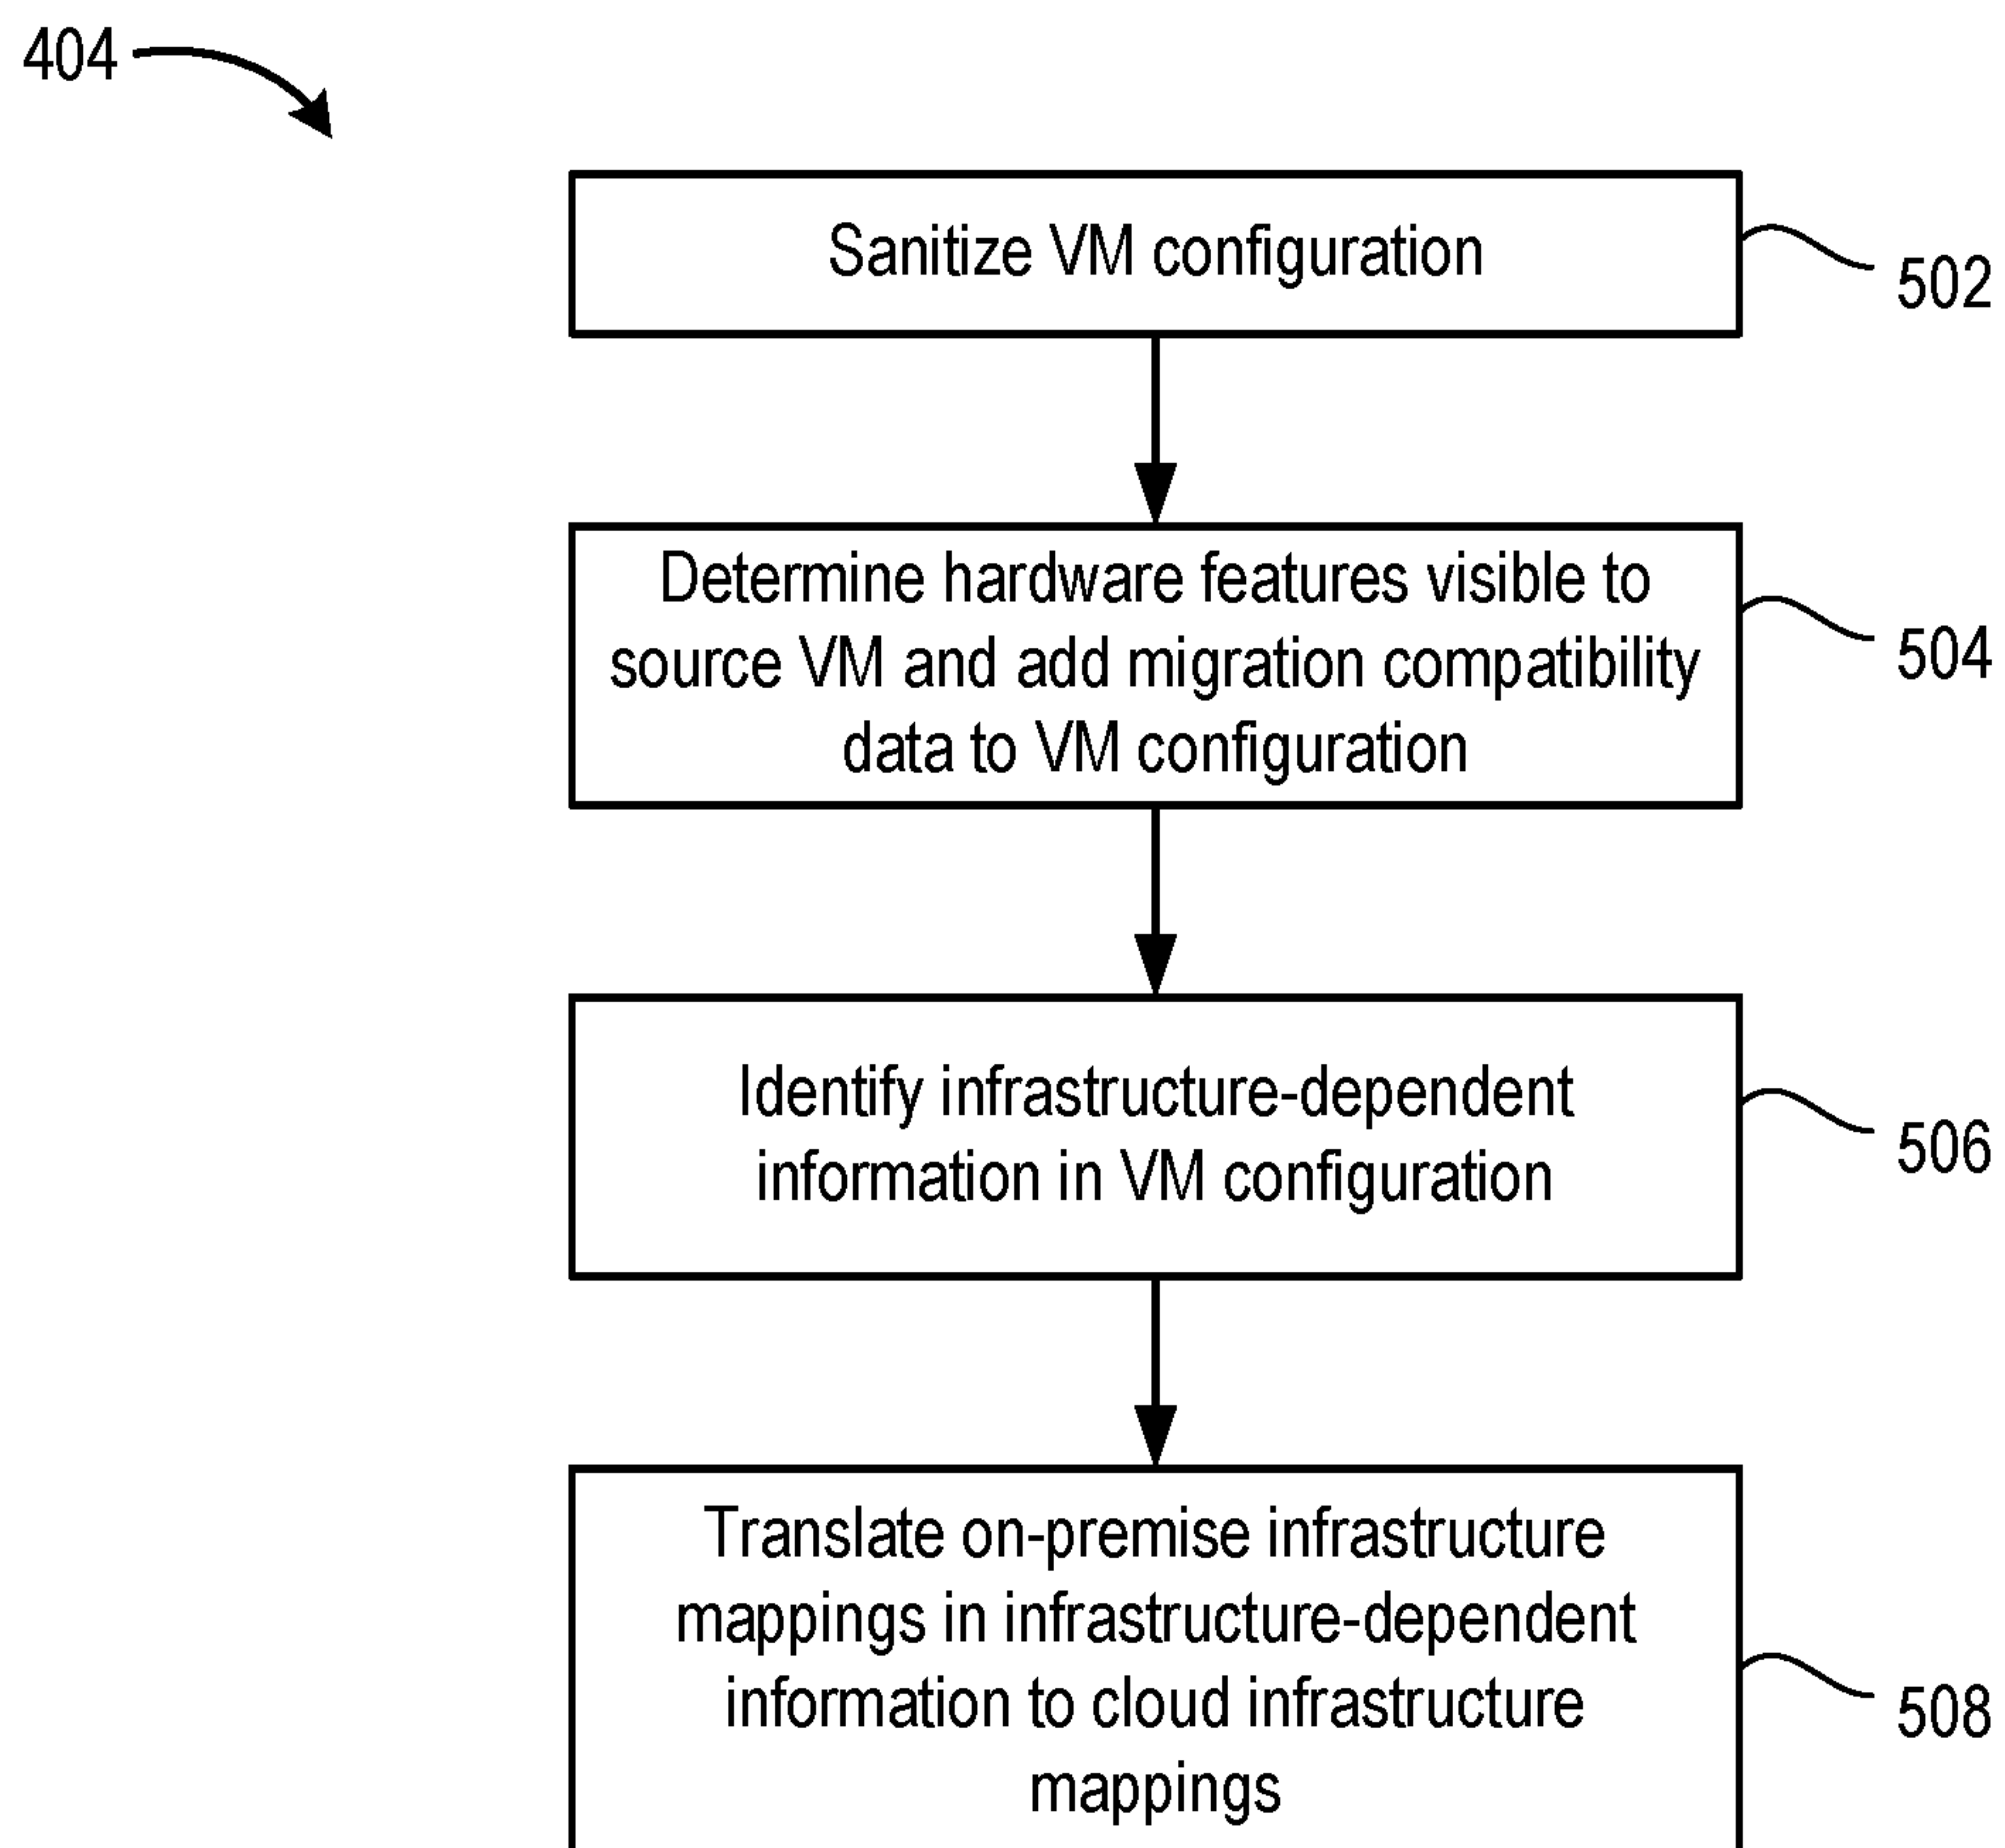 404
Sanitize VM configuration
502
Determine hardware features visible to
source VM and add migration compatibility
data to VM configuration
504
Identify infrastructure-dependent
information in VM configuration
506
Translate on-premise infrastructure
mappings in infrastructure-dependent
information to cloud infrastructure
mappings
508